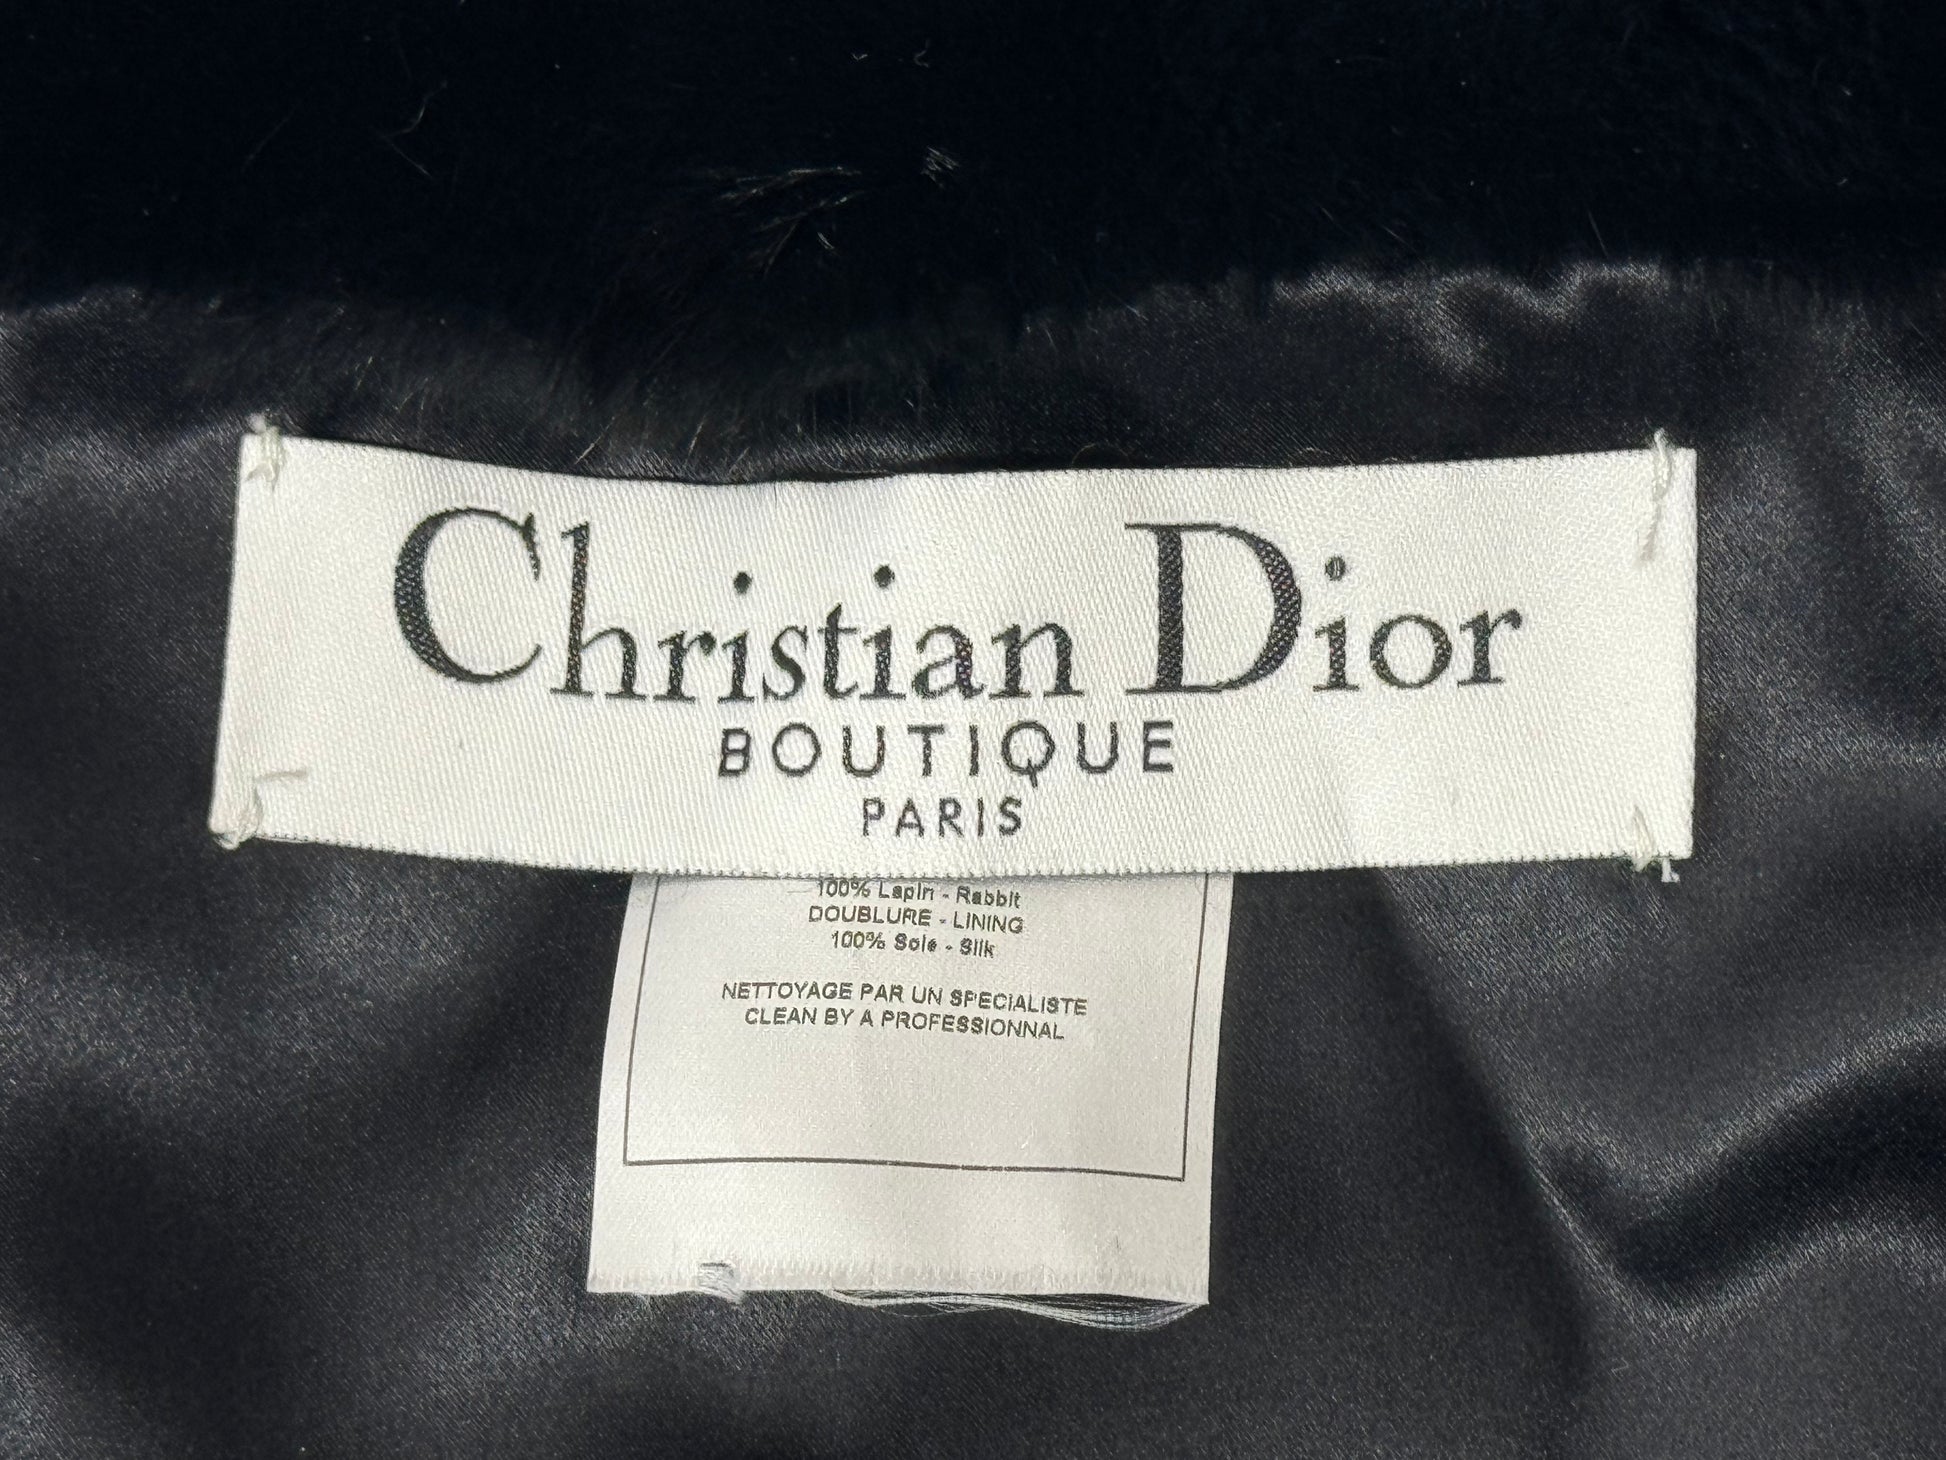 Christian Dior
BOUTIQUE
PARIS
100% Lapin - Rabbit
DOUBLURE - LINING
100% Soie - Silk
NETTOYAGE PAR UN SPECIALISTE
CLEAN BY A PROFESSIONNAL